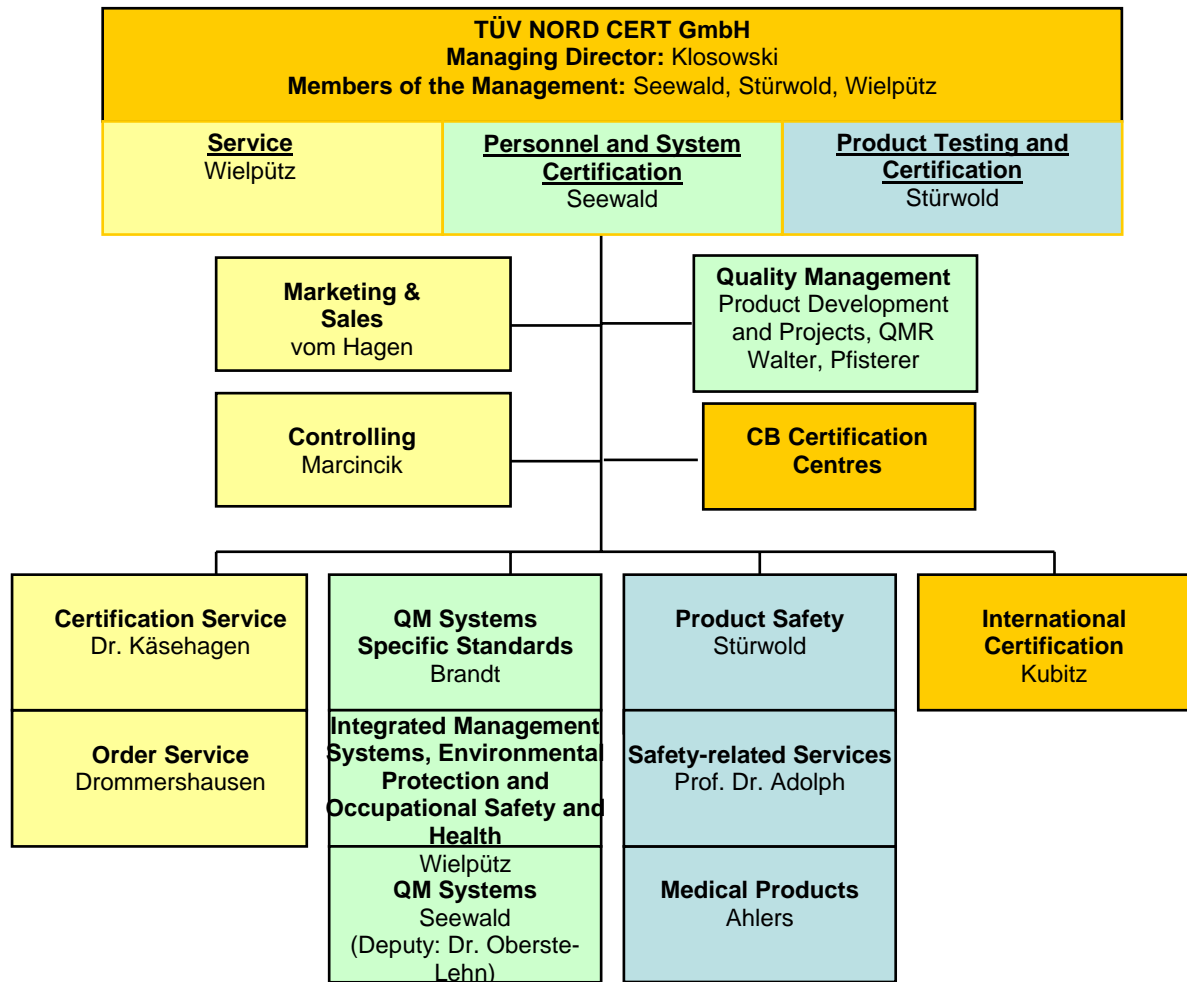 TÜV NORD CERT GmbH
Managing Director: Klosowski
Members of the Management: Seewald, Stürwold, Wielpütz
Service
Wielpütz
Personnel and System
Certification
Seewald
Product Testing and
Certification
Stürwold
Marketing &
Sales
vom Hagen
Quality Management
Product Development
and Projects, QMR
Walter, Pfisterer
Controlling
Marcincik
CB Certification
Centres
Certification Service
Dr. Käsehagen
Order Service
Drommershausen
QM Systems
Specific Standards
Brandt
Integrated Management
Systems, Environmental
Protection and
Occupational Safety and
Health
Wielpütz
QM Systems
Seewald
(Deputy: Dr. Oberste-
Lehn)
Product Safety
Stürwold
Safety-related Services
Prof. Dr. Adolph
Medical Products
Ahlers
International
Certification
Kubitz